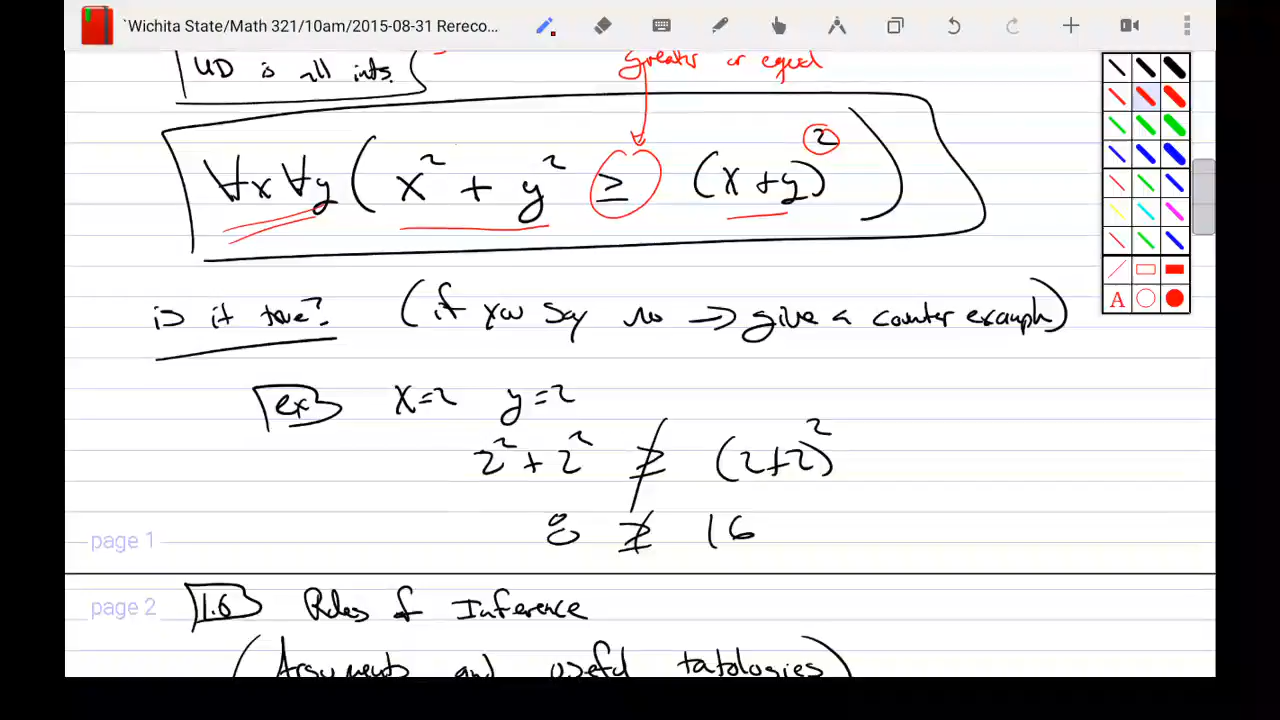 `Wichita State/Math 321/10am/2015-08-31 Rereco...
UD is all ints.
greater or equal
∀x ∀y ( x² + y² ≥ (x+y)² )
is it true? (if you say no → give a counter example)
ex x=2 y=2
2² + 2² ≱ (2+2)²
8 ≱ 16
page 1
page 2
1.6 Rules of Inference
(Arguments and useful tatologies)
A